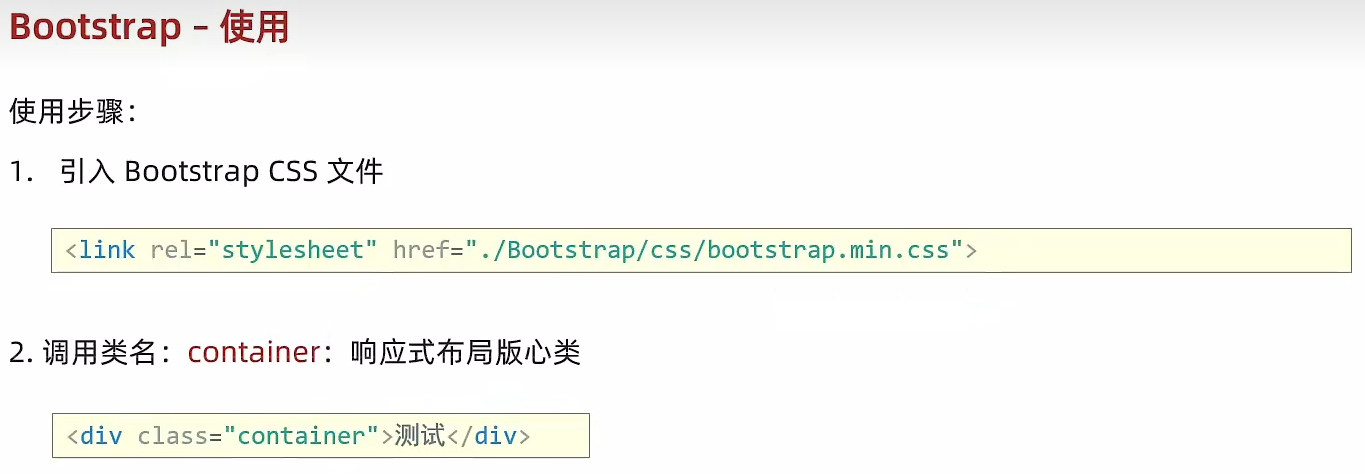 Bootstrap – 使用
使用步骤：
1. 引入 Bootstrap CSS 文件
<link rel="stylesheet" href="./Bootstrap/css/bootstrap.min.css">
2. 调用类名：container：响应式布局版心类
<div class="container">测试</div>